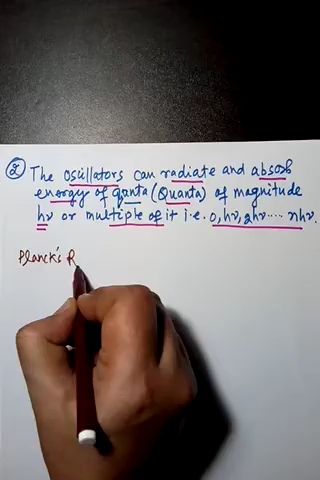 ② The oscillators can radiate and absorb
energy of qnta (Quanta) of magnitude
hν or multiple of it i.e. 0, hν, 2hν .... nhν.
Planck's R